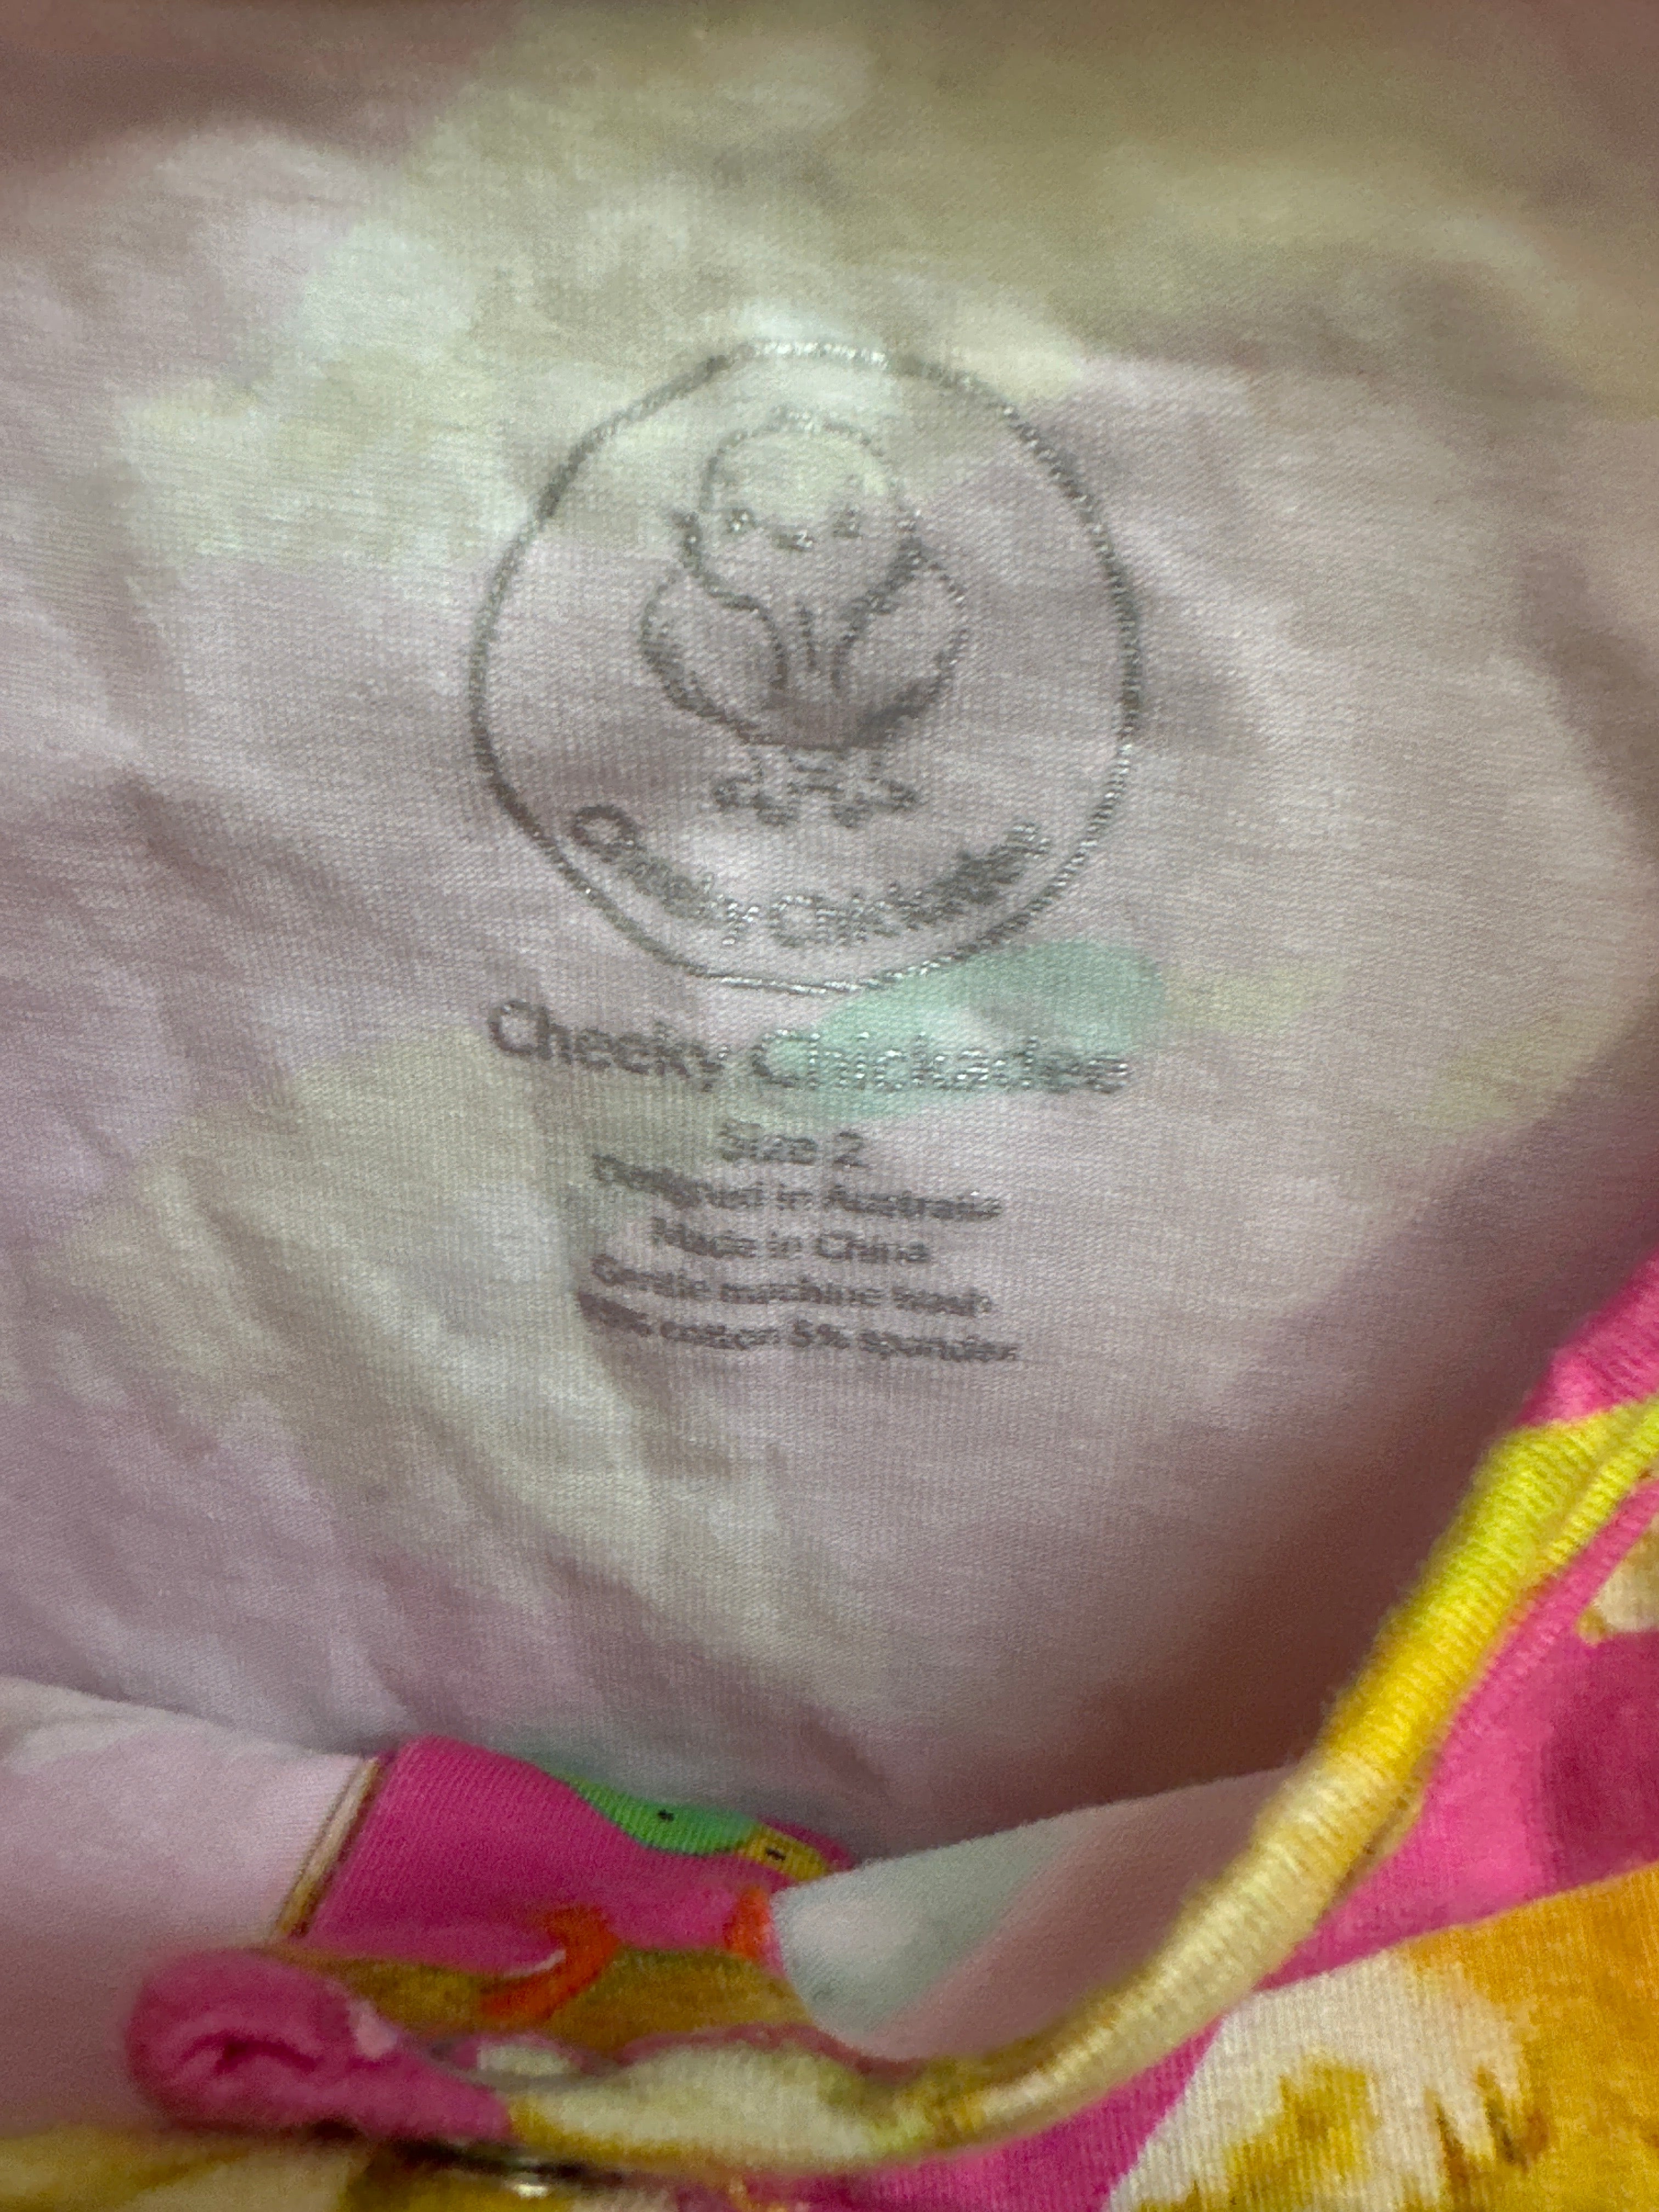 Cheeky Chickadee
Cheeky Chickadee
Size 2
Designed in Australia
Made in China
Gentle machine wash
cotton 5% spandex